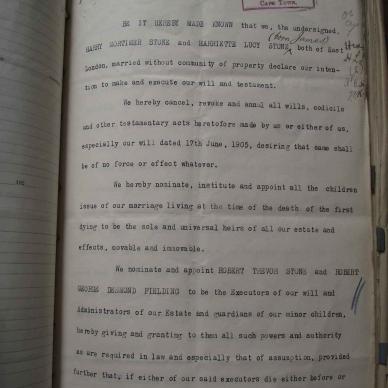 CAPE TOWN.
BE IT HEREBY MADE KNOWN that we, the undersigned,
(born James)
HARRY MORTIMER STONE and HARRIETTE LUCY STONE, both of East
London, married without community of property declare our inten-
tion to make and execute our will and testament.
We hereby cancel, revoke and annul all wills, codicils
and other testamentary acts heretofore made by us or either of us,
especially our will dated 17th June, 1905, desiring that same shall
be of no force or effect whatever.
We hereby nominate, institute and appoint all the children
issue of our marriage living at the time of the death of the first
dying to be the sole and universal heirs of all our estate and
effects, movable and immovable.
We nominate and appoint ROBERT TREVOR STONE and ROBERT
GEORGE DESMOND FIELDING to be the Executors of our will and
Administrators of our Estate and guardians of our minor children,
hereby giving and granting to them all such powers and authority
as are required in law and especially that of assumption, provided
further that, if either of our said executors die either before or